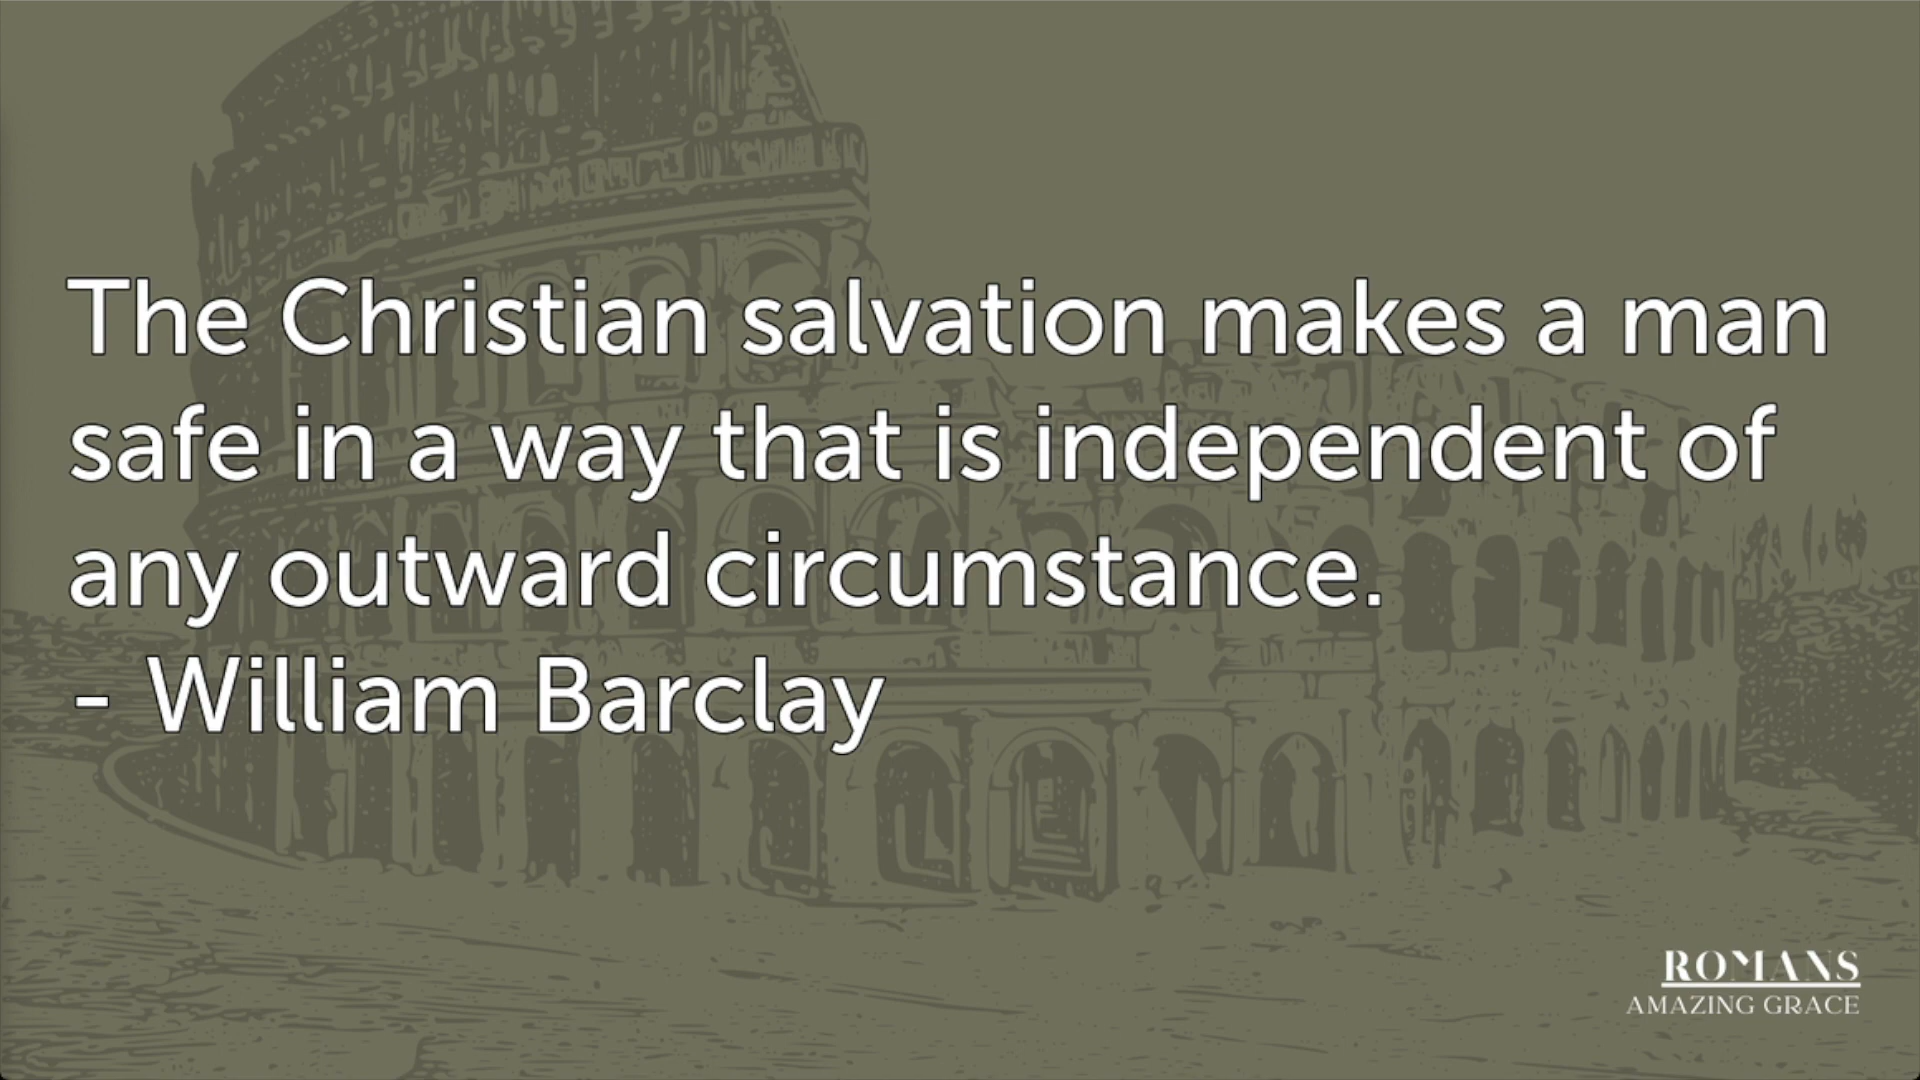 The Christian salvation makes a man
safe in a way that is independent of
any outward circumstance.
- William Barclay
ROMANS
AMAZING GRACE